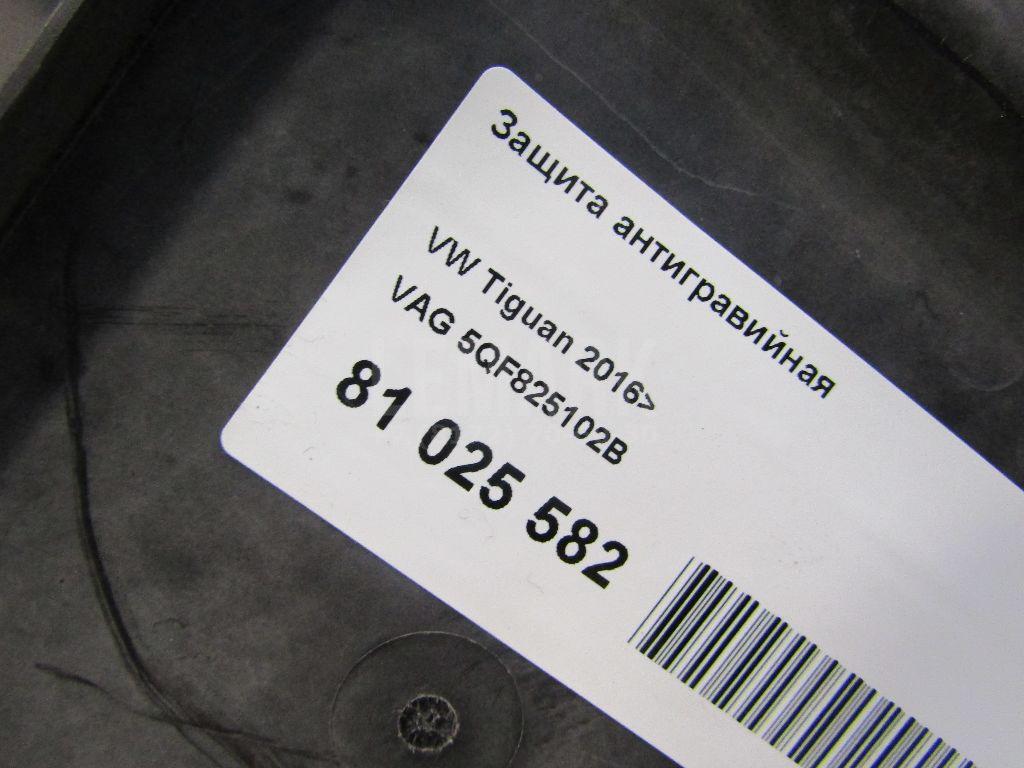 Защита антигравийная
VW Tiguan 2016>
VAG 5QF825102B
81 025 582